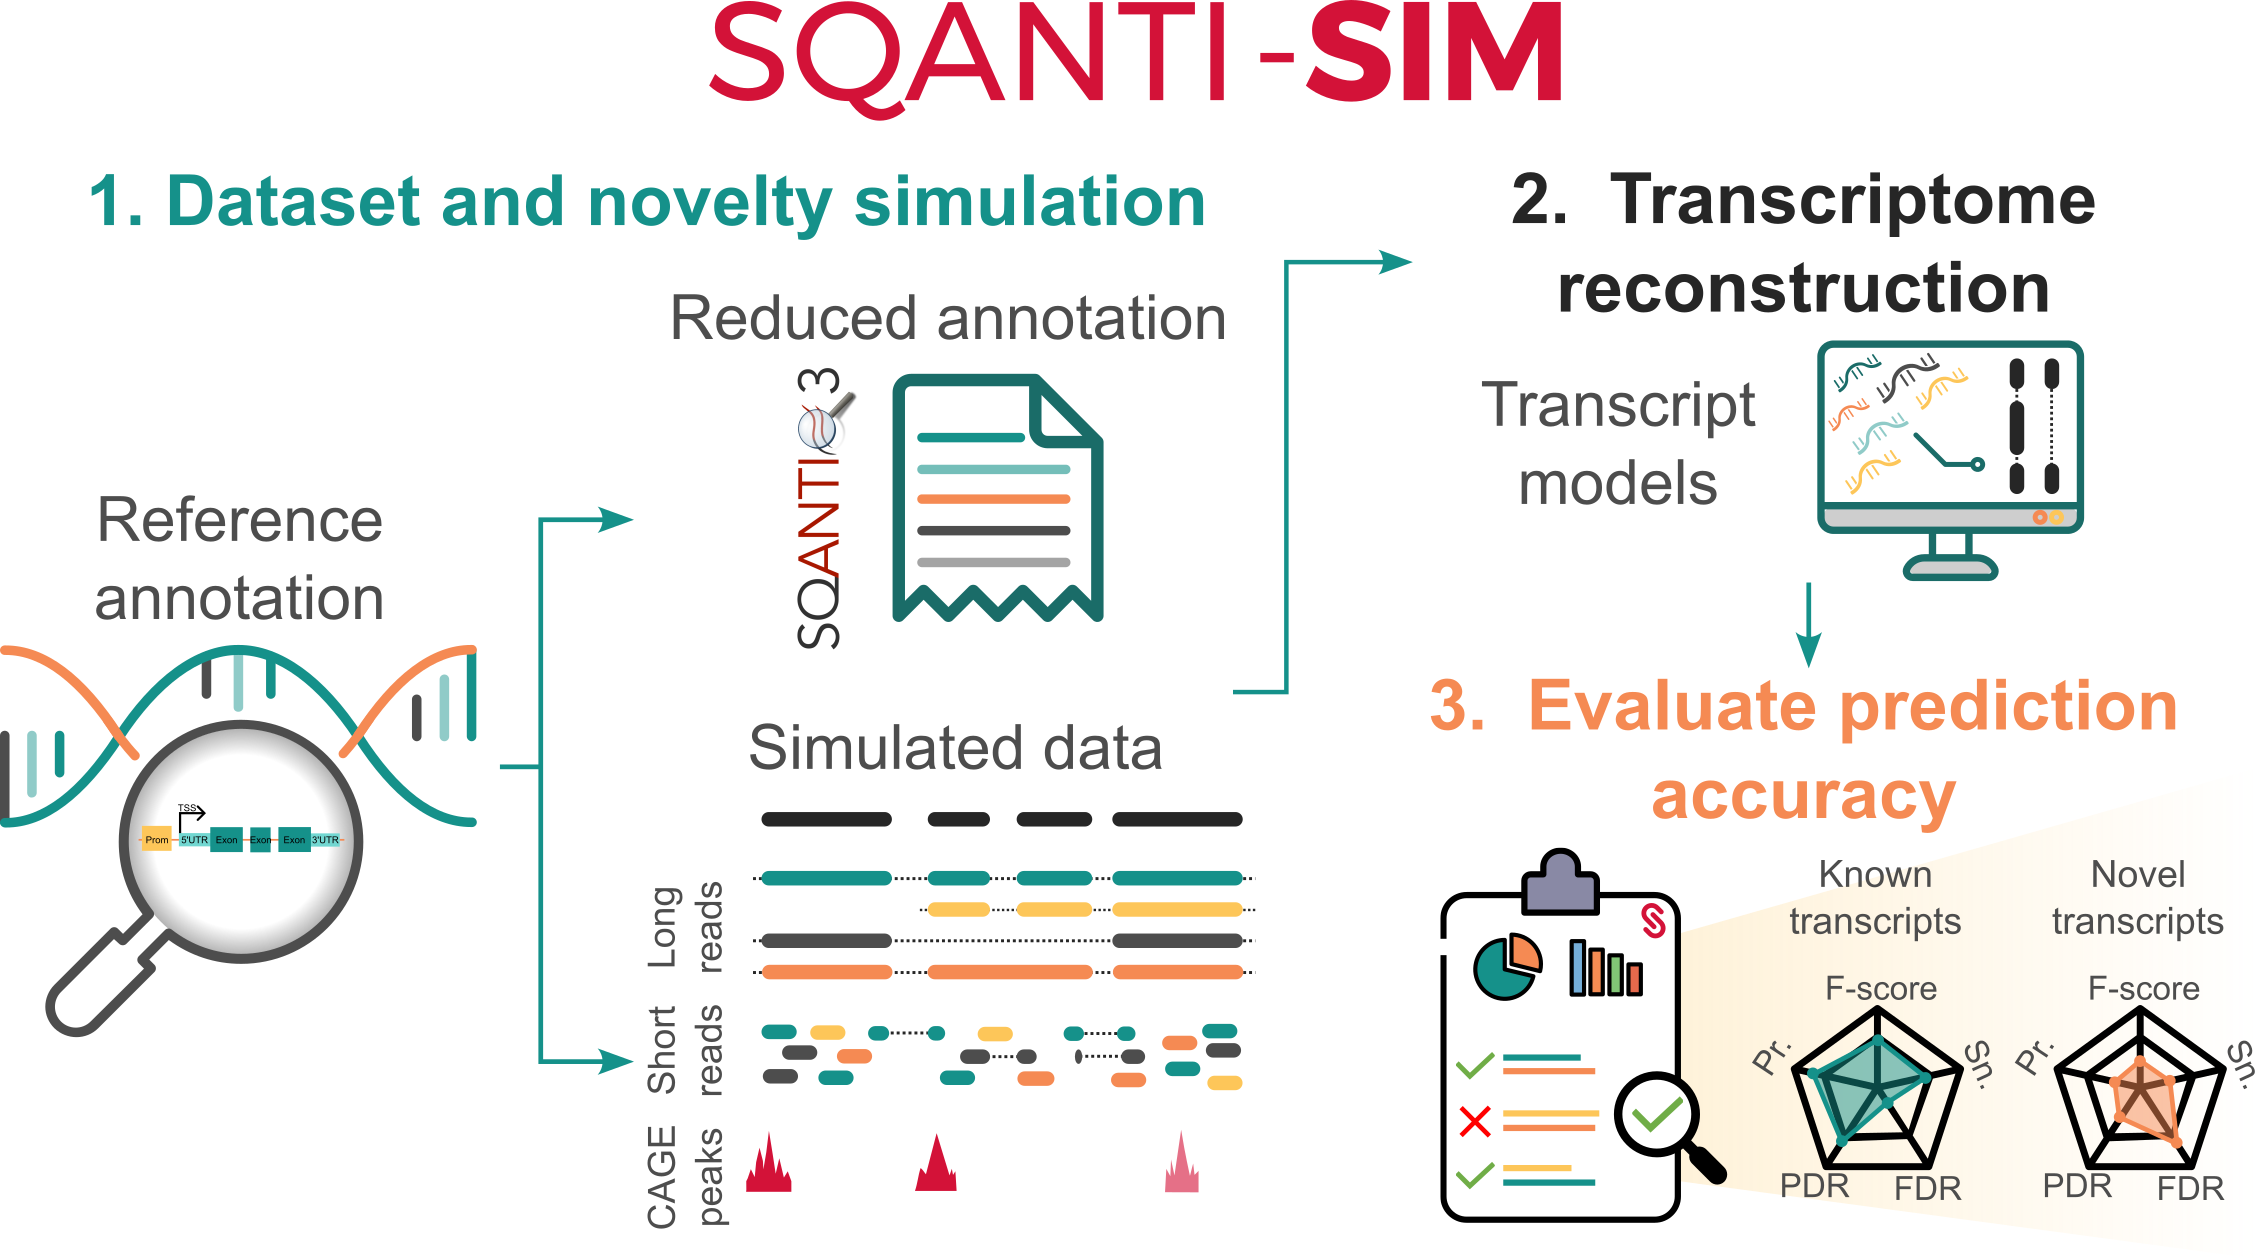 SQANTI-SIM
1. Dataset and novelty simulation
Reference
annotation
TSS
Prom
5'UTR
Exon
Exon
Exon
3'UTR
Reduced annotation
SQANTI3
Simulated data
Long
reads
Short
reads
CAGE
peaks
2. Transcriptome
reconstruction
Transcript
models
3. Evaluate prediction
accuracy
Known
transcripts
F-score
Pr.
Sn.
PDR
FDR
Novel
transcripts
F-score
Pr.
Sn.
PDR
FDR